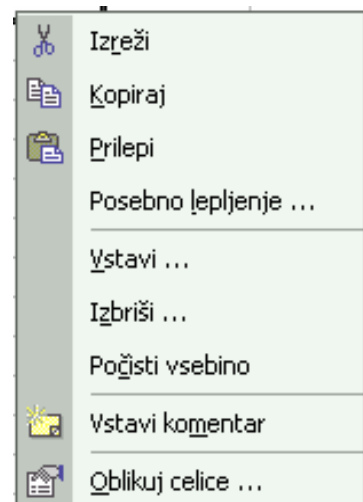 Izreži
Kopiraj
Prilepi
Posebno lepljenje ...
Vstavi ...
Izbriši ...
Počisti vsebino
Vstavi komentar
Oblikuj celice ...